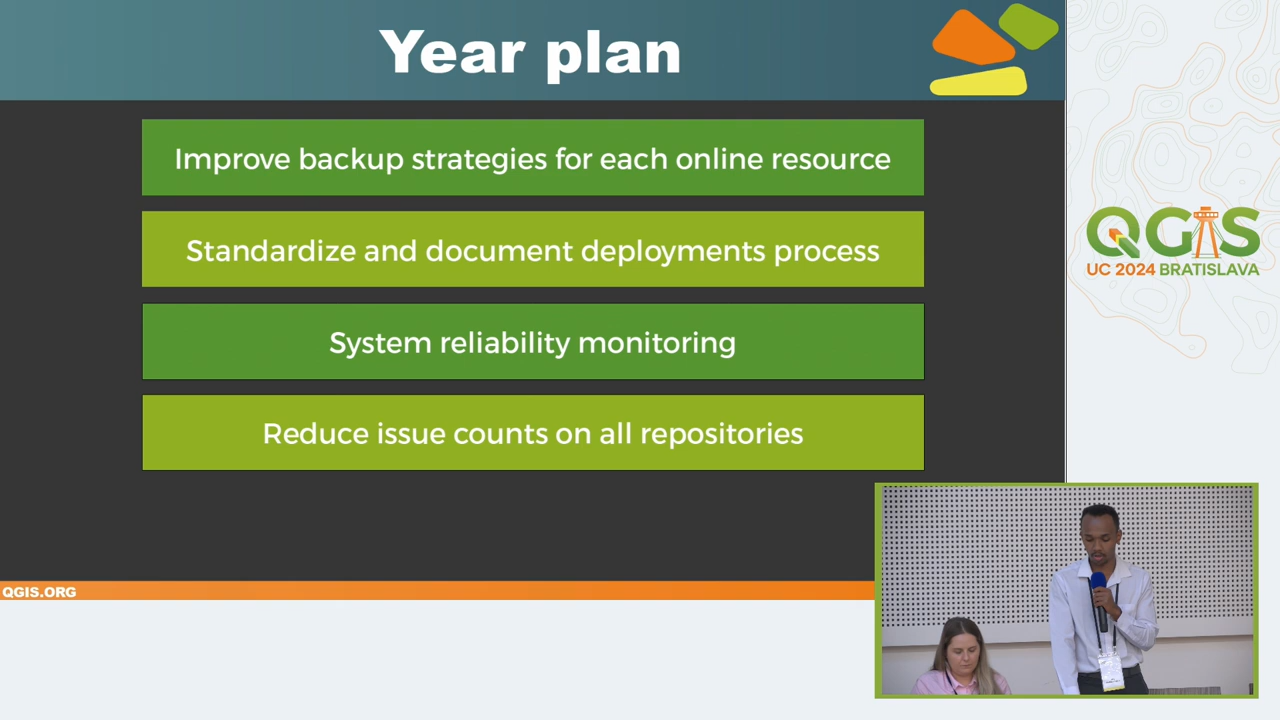 Year plan
Improve backup strategies for each online resource
Standardize and document deployments process
System reliability monitoring
Reduce issue counts on all repositories
QGIS.ORG
QGIS
UC 2024 BRATISLAVA